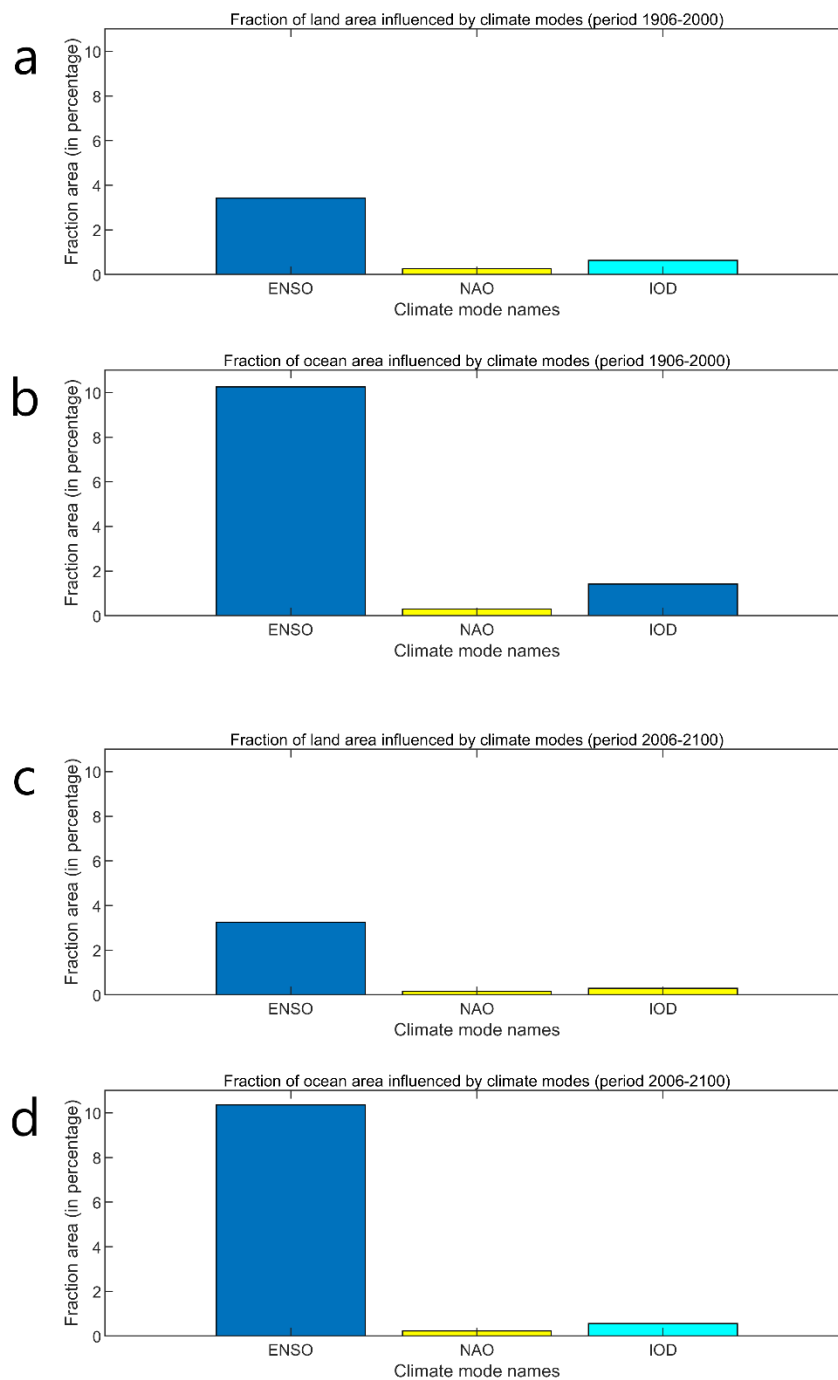 a
Fraction of land area influenced by climate modes (period 1906-2000)
Fraction area (in percentage)
10
8
6
4
2
0
ENSO NAO IOD
Climate mode names
b
Fraction of ocean area influenced by climate modes (period 1906-2000)
Fraction area (in percentage)
10
8
6
4
2
0
ENSO NAO IOD
Climate mode names
c
Fraction of land area influenced by climate modes (period 2006-2100)
Fraction area (in percentage)
10
8
6
4
2
0
ENSO NAO IOD
Climate mode names
d
Fraction of ocean area influenced by climate modes (period 2006-2100)
Fraction area (in percentage)
10
8
6
4
2
0
ENSO NAO IOD
Climate mode names